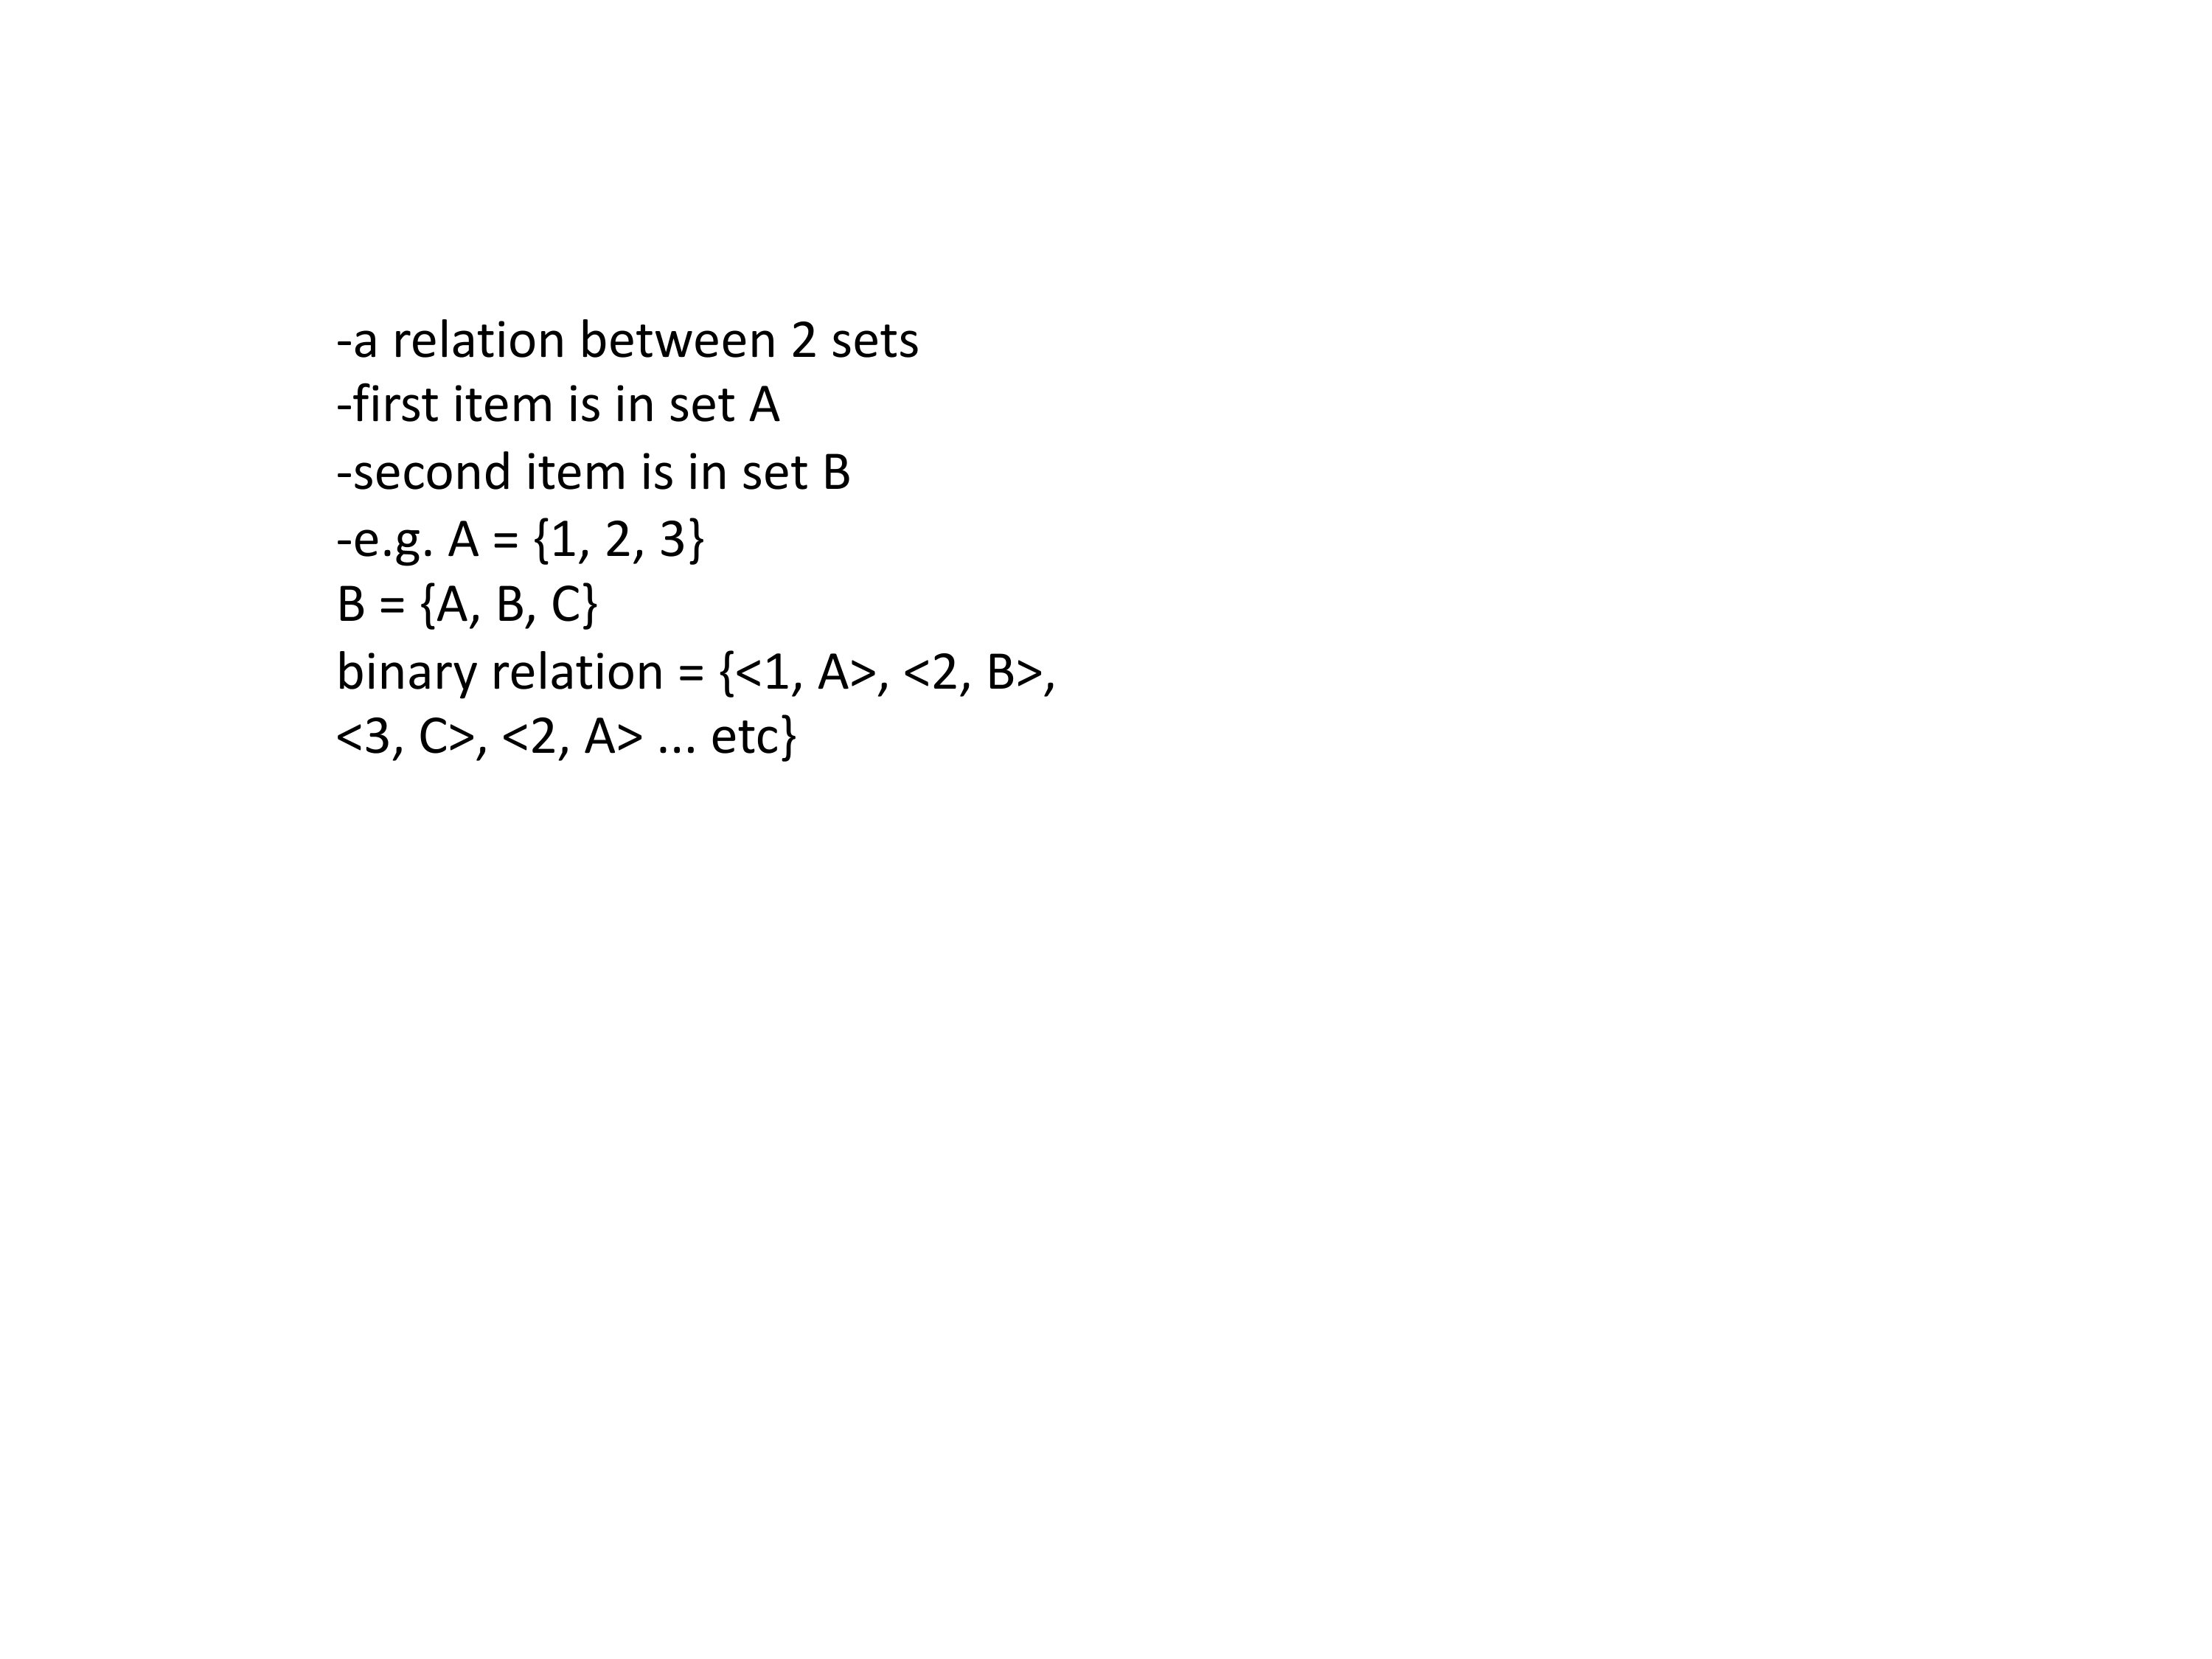 -a relation between 2 sets
-first item is in set A
-second item is in set B
-e.g. A = {1, 2, 3}
B = {A, B, C}
binary relation = {<1, A>, <2, B>,
<3, C>, <2, A> ... etc}